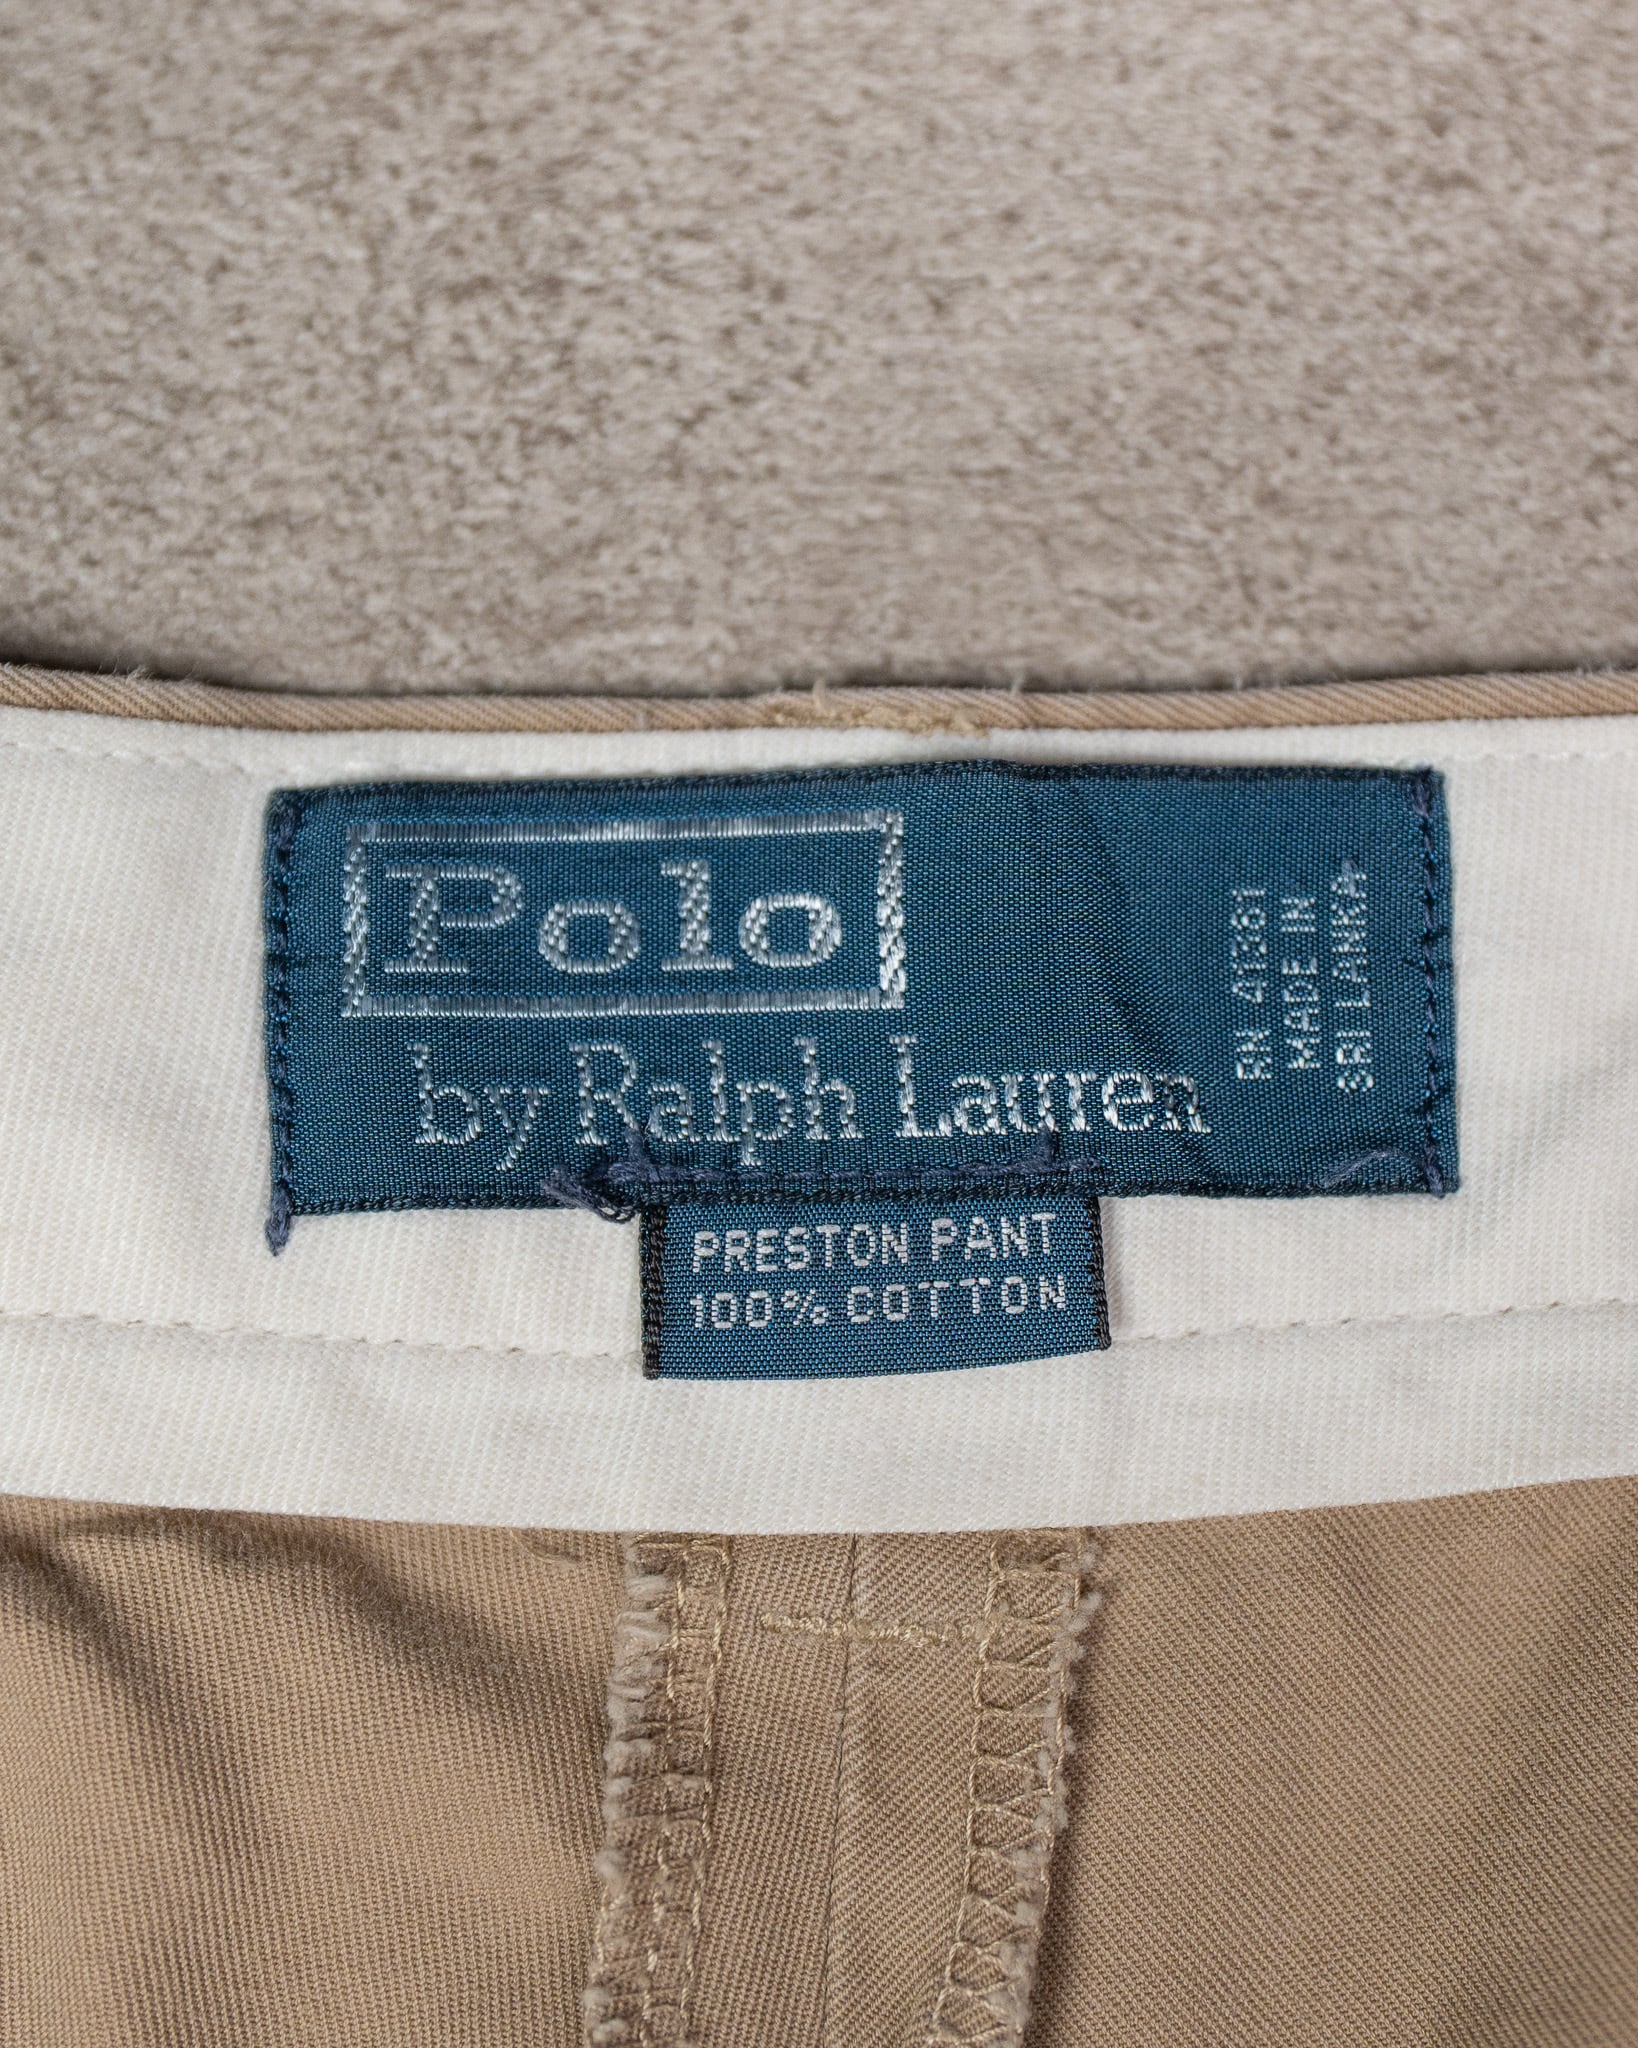 Polo
by Ralph Lauren
RN 41381
MADE IN
SRI LANKA
PRESTON PANT
100% COTTON